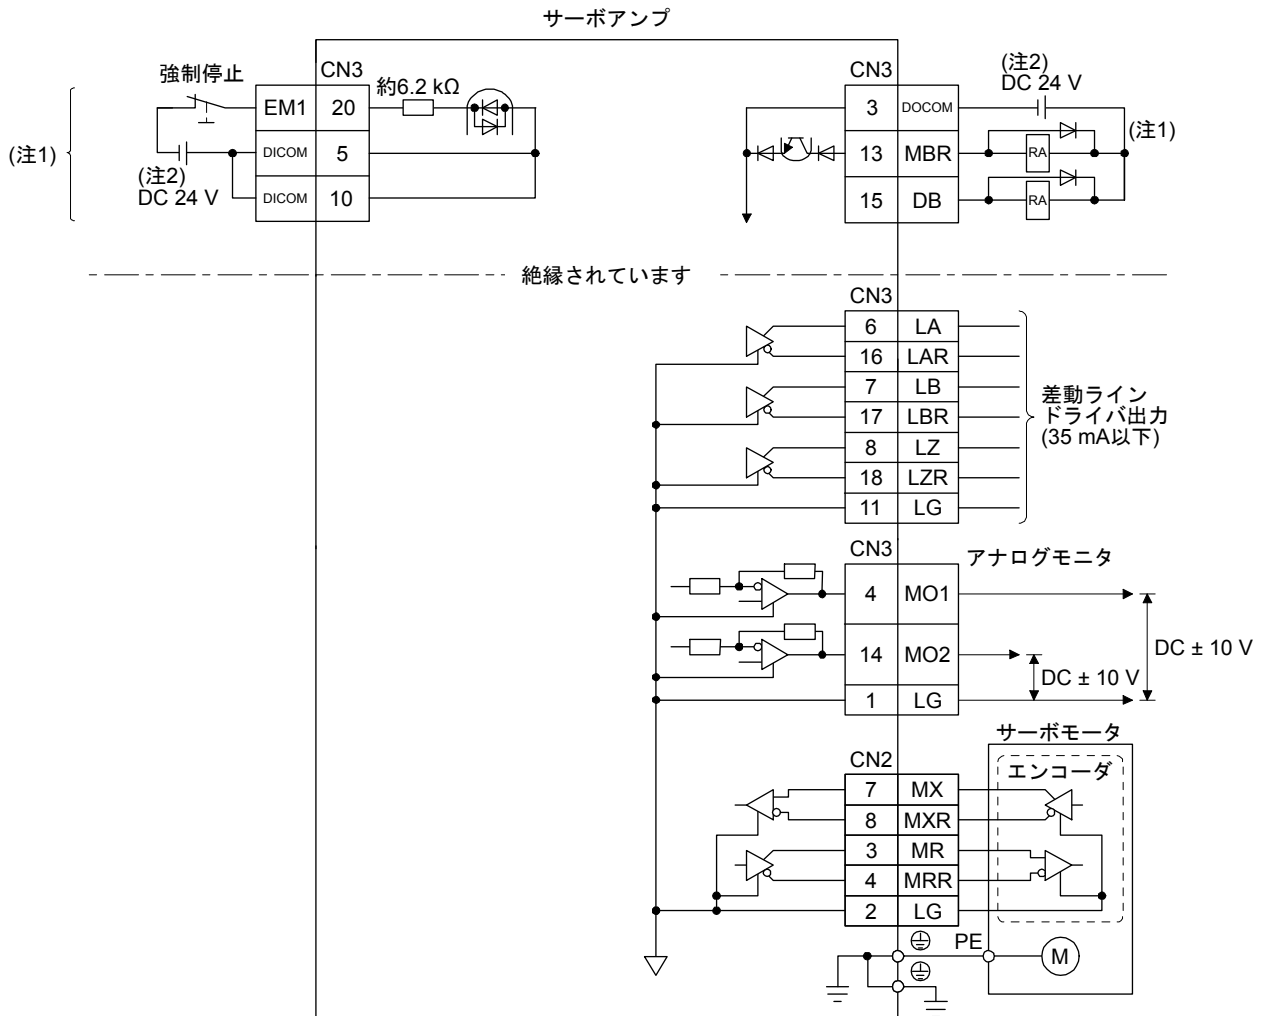 サーボアンプ
強制停止
CN3
約6.2 kΩ
EM1 20
DICOM 5
DICOM 10
(注1)
(注2)
DC 24 V
CN3
(注2)
DC 24 V
3 DOCOM
13 MBR
RA
(注1)
15 DB
RA
絶縁されています
CN3
6 LA
16 LAR
7 LB
17 LBR
8 LZ
18 LZR
11 LG
差動ライン
ドライバ出力
(35 mA以下)
CN3
アナログモニタ
4 MO1
14 MO2
1 LG
DC ± 10 V
DC ± 10 V
サーボモータ
CN2
エンコーダ
7 MX
8 MXR
3 MR
4 MRR
2 LG
PE
M